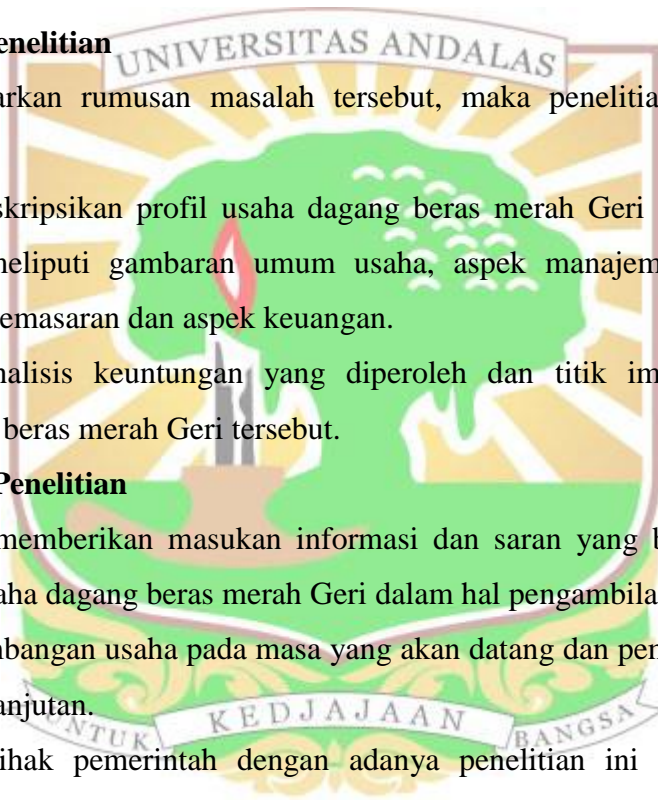 enelitian
UNIVERSITAS ANDALAS
arkan rumusan masalah tersebut, maka penelitia
skripsikan profil usaha dagang beras merah Geri
neliputi gambaran umum usaha, aspek manajem
emasaran dan aspek keuangan.
nalisis keuntungan yang diperoleh dan titik im
beras merah Geri tersebut.
Penelitian
memberikan masukan informasi dan saran yang b
aha dagang beras merah Geri dalam hal pengambila
nbangan usaha pada masa yang akan datang dan pen
anjutan.
UNTUK KEDJAJAAN BANGSA
ihak pemerintah dengan adanya penelitian ini